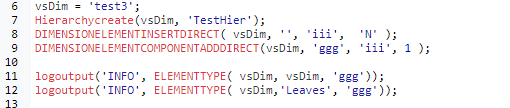 6 vsDim = 'test3';
7 Hierarchycreate(vsDim, 'TestHier');
8 DIMENSIONELEMENTINSERTDIRECT( vsDim, '', 'iii',  'N' );
9 DIMENSIONELEMENTCOMPONENTADDDIRECT(vsDim, 'ggg', 'iii', 1 );
10
11 logoutput('INFO', ELEMENTTYPE( vsDim, vsDim, 'ggg'));
12 logoutput('INFO', ELEMENTTYPE( vsDim,'Leaves', 'ggg'));
13